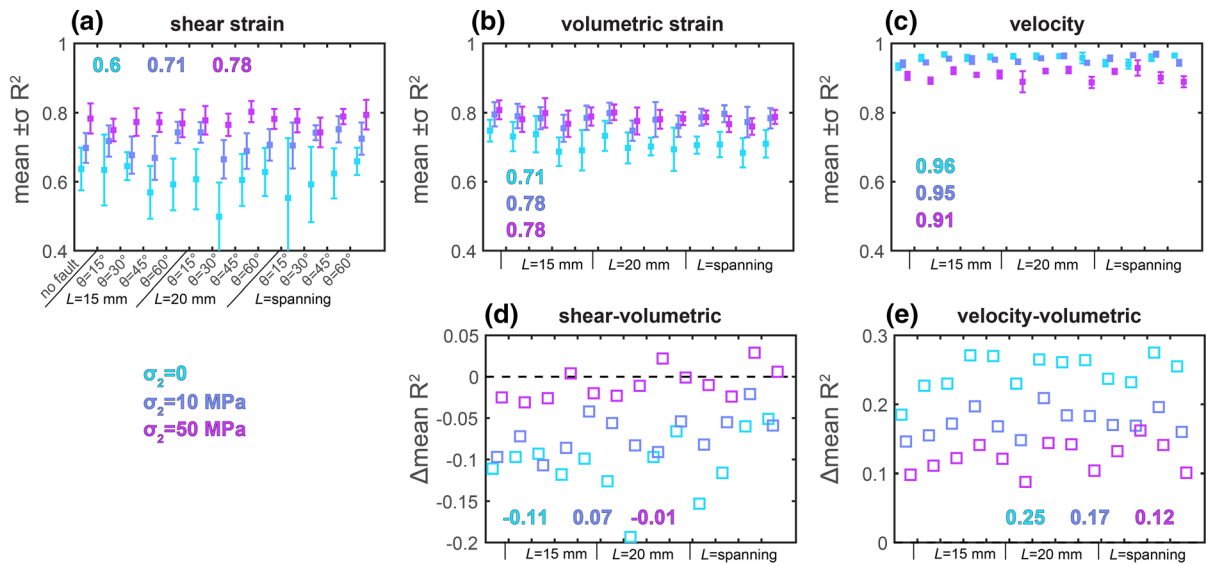 (a) shear strain
mean ±σ R²
1
0.8
0.6
0.4
0.6 0.71 0.78
no fault θ=15° θ=30° θ=45° θ=60° θ=15° θ=30° θ=45° θ=60° θ=15° θ=30° θ=45° θ=60°
L=15 mm L=20 mm L=spanning
(b) volumetric strain
mean ±σ R²
1
0.8
0.6
0.4
0.71
0.78
0.78
L=15 mm L=20 mm L=spanning
(c) velocity
mean ±σ R²
1
0.8
0.6
0.4
0.96
0.95
0.91
L=15 mm L=20 mm L=spanning
σ₂=0
σ₂=10 MPa
σ₂=50 MPa
(d) shear-volumetric
Δmean R²
0.05
0
-0.05
-0.1
-0.15
-0.2
-0.11 0.07 -0.01
L=15 mm L=20 mm L=spanning
(e) velocity-volumetric
Δmean R²
0.3
0.2
0.1
0
0.25 0.17 0.12
L=15 mm L=20 mm L=spanning